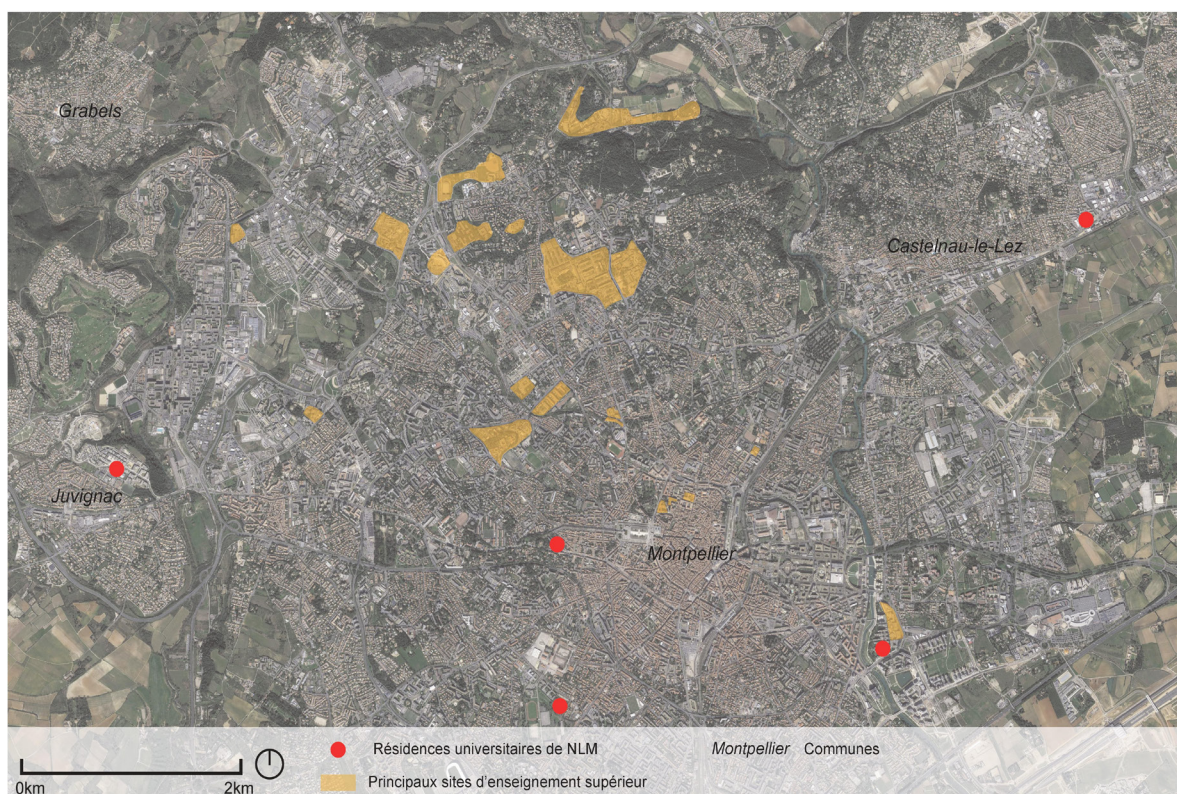 Grabels
Castelnau-le-Lez
Juvignac
Montpellier
Résidences universitaires de NLM
Montpellier Communes
Principaux sites d'enseignement supérieur
0km 2km